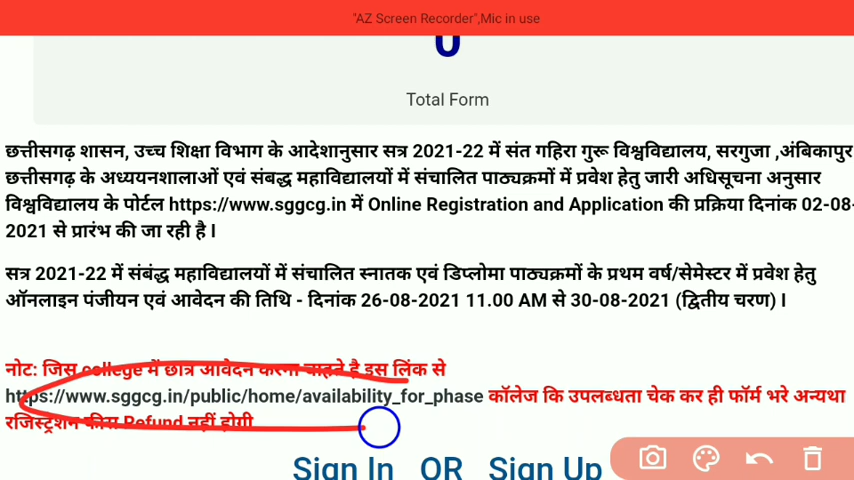 "AZ Screen Recorder",Mic in use
0
Total Form
छत्तीसगढ़ शासन, उच्च शिक्षा विभाग के आदेशानुसार सत्र 2021-22 में संत गहिरा गुरू विश्वविद्यालय, सरगुजा ,अंबिकापुर
छत्तीसगढ़ के अध्ययनशालाओं एवं संबद्ध महाविद्यालयों में संचालित पाठ्यक्रमों में प्रवेश हेतु जारी अधिसूचना अनुसार
विश्वविद्यालय के पोर्टल https://www.sggcg.in में Online Registration and Application की प्रक्रिया दिनांक 02-08-
2021 से प्रारंभ की जा रही है I
सत्र 2021-22 में संबंद्ध महाविद्यालयों में संचालित स्नातक एवं डिप्लोमा पाठ्यक्रमों के प्रथम वर्ष/सेमेस्टर में प्रवेश हेतु
ऑनलाइन पंजीयन एवं आवेदन की तिथि - दिनांक 26-08-2021 11.00 AM से 30-08-2021 (द्वितीय चरण) I
नोट: जिस college में छात्र आवेदन करना चाहते है इस लिंक से
https://www.sggcg.in/public/home/availability_for_phase कॉलेज कि उपलब्धता चेक कर ही फॉर्म भरे अन्यथा
रजिस्ट्रेशन फीस Refund नहीं होगी
Sign In OR Sign Up